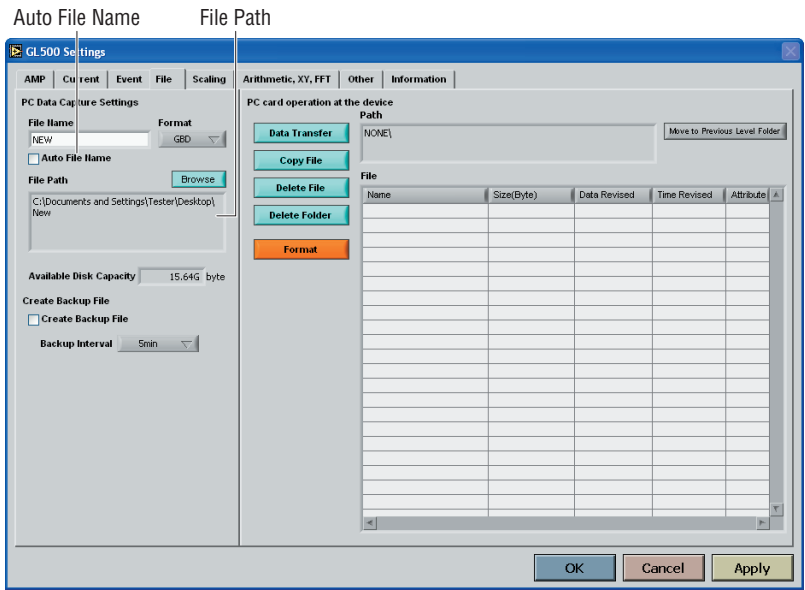 Auto File Name
File Path
GL500 Settings
AMP
Current
Event
File
Scaling
Arithmetic, XY, FFT
Other
Information
PC Data Capture Settings
File Name
Format
NEW
GBD
Auto File Name
File Path
Browse
C:\Documents and Settings\Tester\Desktop\
New
Available Disk Capacity
15.64G byte
Create Backup File
Create Backup File
Backup Interval
5min
PC card operation at the device
Path
Data Transfer
NONE\
Move to Previous Level Folder
Copy File
Delete File
Delete Folder
Format
File
Name
Size(Byte)
Data Revised
Time Revised
Attribute
OK
Cancel
Apply